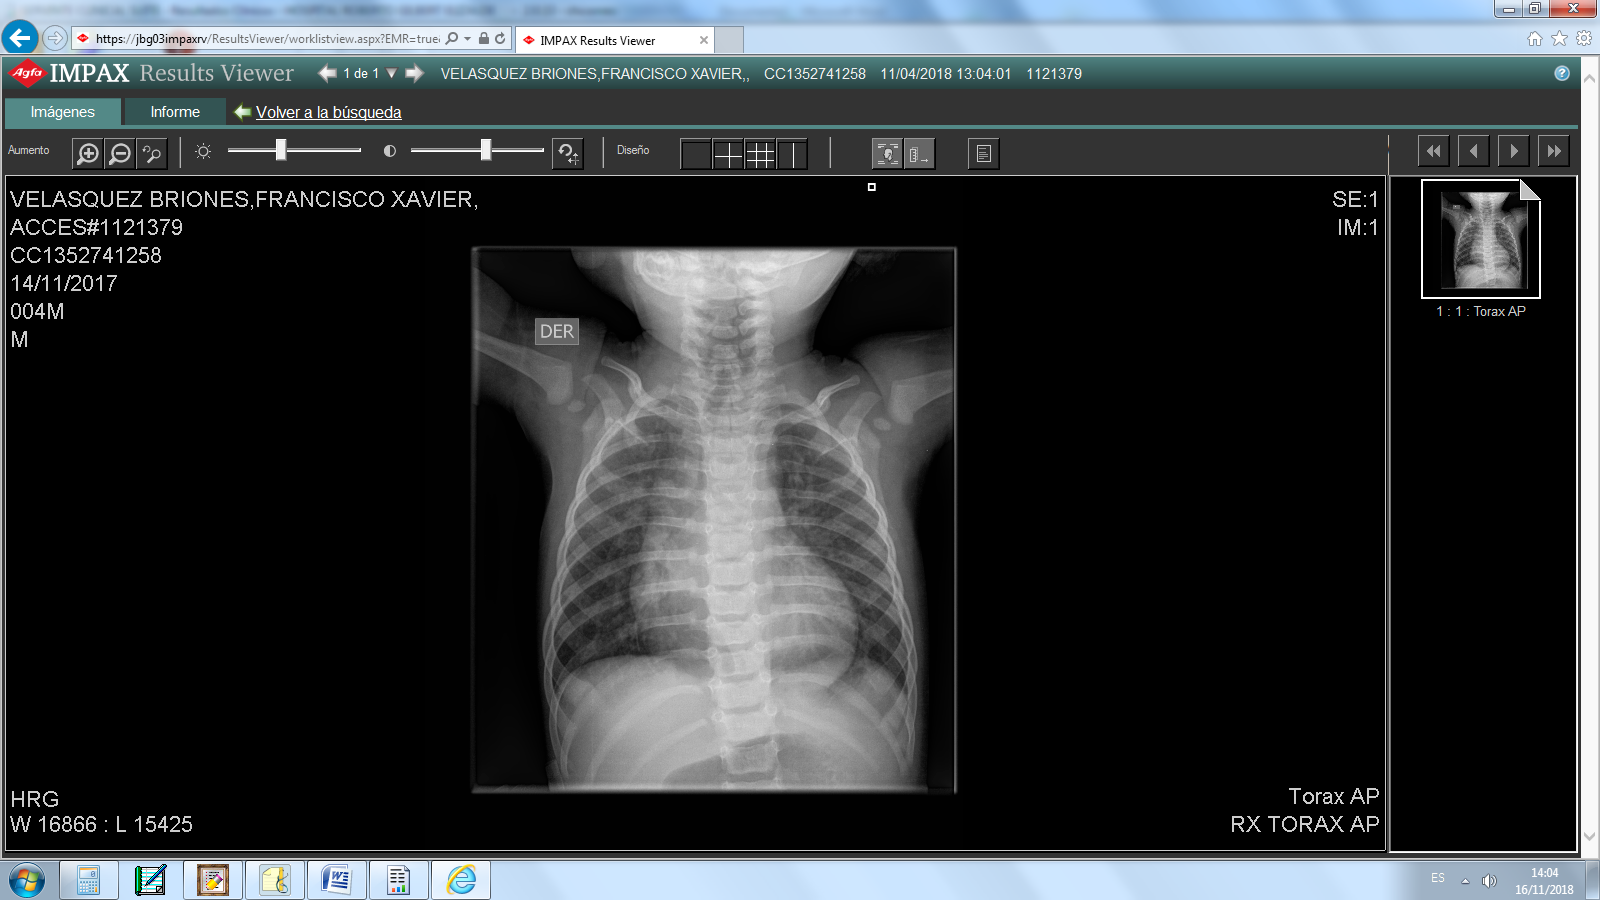 https://jbg03impaxrv/ResultsViewer/worklistview.aspx?EMR=true
IMPAX Results Viewer
Agfa IMPAX Results Viewer
1 de 1
VELASQUEZ BRIONES,FRANCISCO XAVIER,, CC1352741258 11/04/2018 13:04:01 1121379
Imágenes
Informe
Volver a la búsqueda
Aumento
Diseño
VELASQUEZ BRIONES,FRANCISCO XAVIER,
ACCES#1121379
CC1352741258
14/11/2017
004M
M
SE:1
IM:1
DER
1 : 1 : Torax AP
HRG
W 16866 : L 15425
Torax AP
RX TORAX AP
ES
14:04
16/11/2018